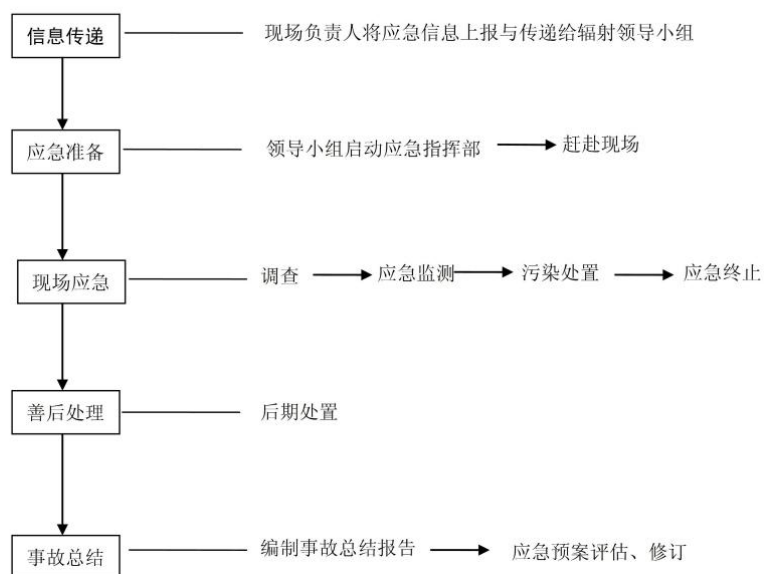 信息传递 现场负责人将应急信息上报与传递给辐射领导小组
应急准备 领导小组启动应急指挥部 赶赴现场
现场应急 调查 应急监测 污染处置 应急终止
善后处理 后期处置
事故总结 编制事故总结报告 应急预案评估、修订